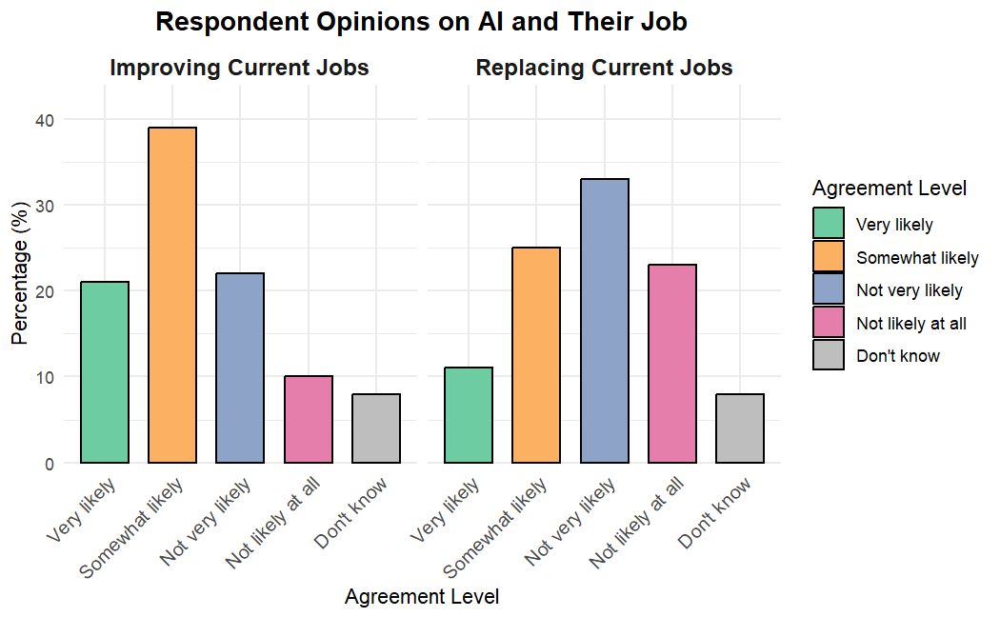 Respondent Opinions on AI and Their Job
Improving Current Jobs
Replacing Current Jobs
Percentage (%)
40
30
20
10
0
Very likely
Somewhat likely
Not very likely
Not likely at all
Don't know
Very likely
Somewhat likely
Not very likely
Not likely at all
Don't know
Agreement Level
Agreement Level
Very likely
Somewhat likely
Not very likely
Not likely at all
Don't know